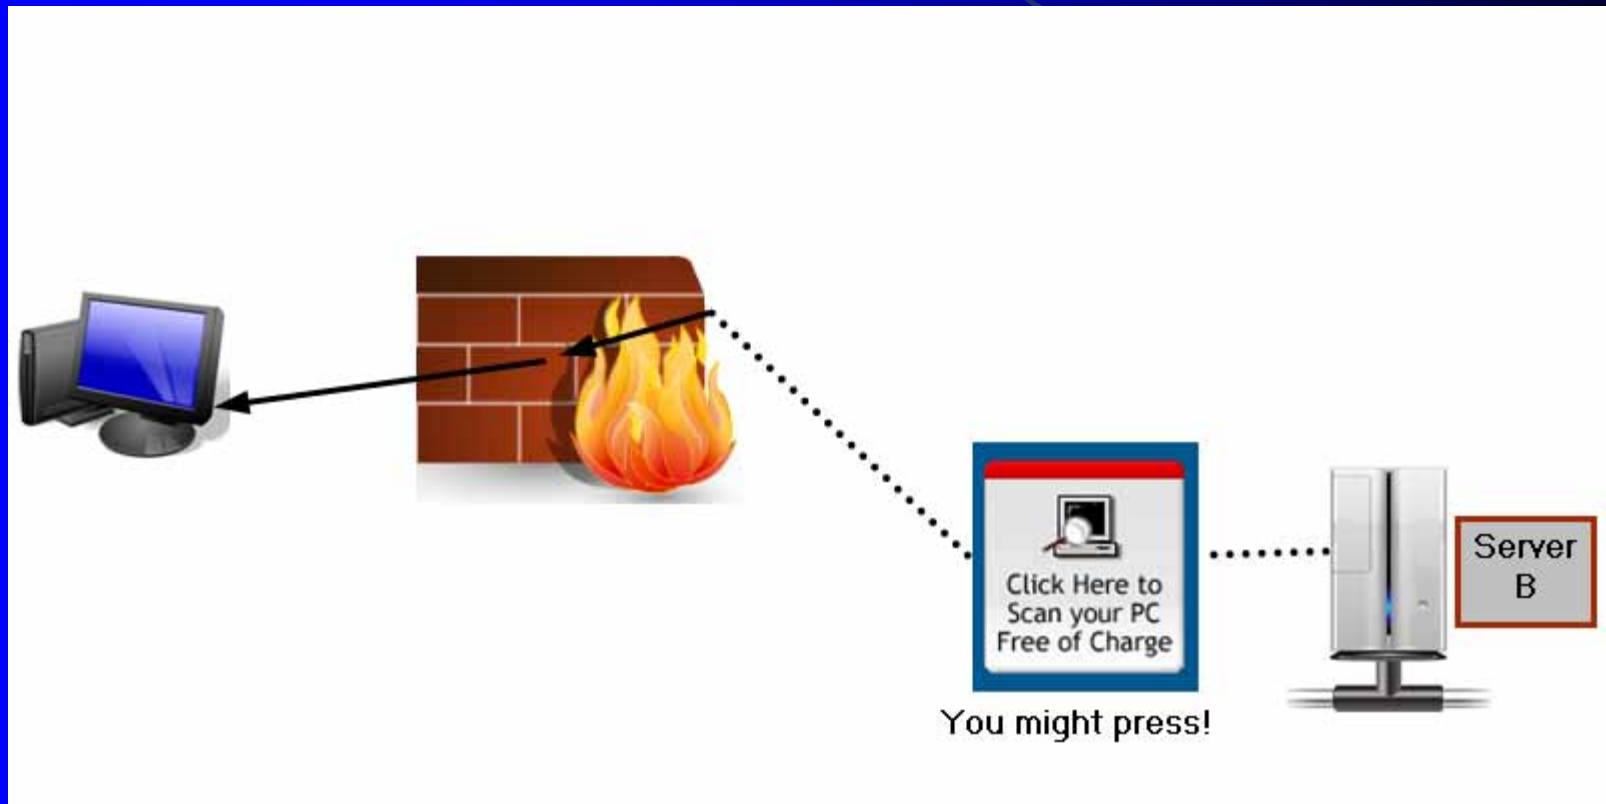 Click Here to
Scan your PC
Free of Charge
You might press!
Server
B